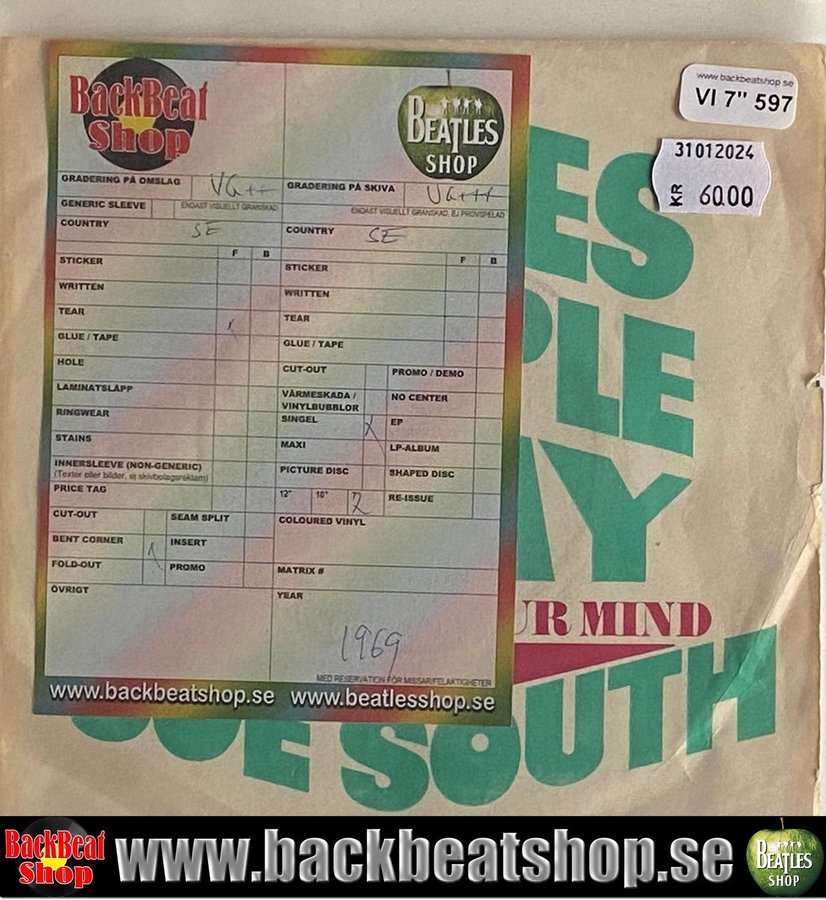 BackBeat
Shop
BEATLES
SHOP
GRADERING PÅ OMSLAG VG++
GENERIC SLEEVE
ENDAST VISUELLT GRANSKAD
COUNTRY SE
F B
STICKER
WRITTEN
TEAR x
GLUE / TAPE
HOLE
LAMINATSLÄPP
RINGWEAR
STAINS
INNERSLEEVE (NON-GENERIC)
(Texter eller bilder, ej skivbolagsreklam)
PRICE TAG
CUT-OUT SEAM SPLIT
BENT CORNER INSERT
FOLD-OUT PROMO
ÖVRIGT
GRADERING PÅ SKIVA VG+++
ENDAST VISUELLT GRANSKAD, EJ PROVSPELAD
COUNTRY SE
F B
STICKER
WRITTEN
TEAR
GLUE / TAPE
CUT-OUT PROMO / DEMO
VÄRMESKADA / NO CENTER
VINYLBUBBLOR
SINGEL x EP
MAXI LP-ALBUM
PICTURE DISC SHAPED DISC
12" 10" 7 RE-ISSUE
COLOURED VINYL
MATRIX #
YEAR
1969
MED RESERVATION FÖR MISSAR/FELAKTIGHETER
www.backbeatshop.se www.beatlesshop.se
www.backbeatshop.se
VI 7" 597
31012024
KR 60.00
ES
PLE
AY
UR MIND
JOE SOUTH
BackBeat
Shop
www.backbeatshop.se
BEATLES
SHOP